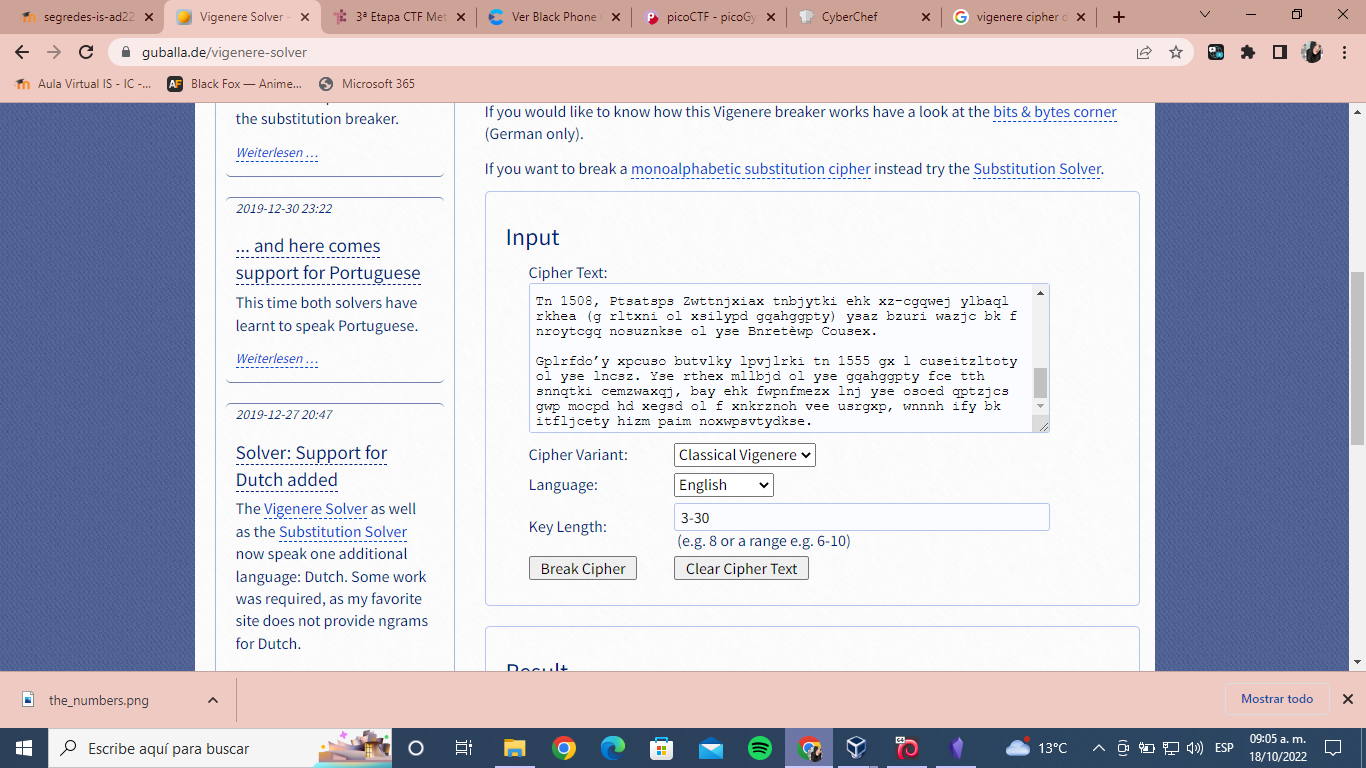 segredes-is-ad22
Vigenere Solver -
3ª Etapa CTF Met
Ver Black Phone
picoCTF - picoGy
CyberChef
vigenere cipher d
guballa.de/vigenere-solver
Aula Virtual IS - IC -...
Black Fox — Anime...
Microsoft 365
the substitution breaker.
Weiterlesen …
2019-12-30 23:22
... and here comes
support for Portuguese
This time both solvers have
learnt to speak Portuguese.
Weiterlesen …
2019-12-27 20:47
Solver: Support for
Dutch added
The Vigenere Solver as well
as the Substitution Solver
now speak one additional
language: Dutch. Some work
was required, as my favorite
site does not provide ngrams
for Dutch.
If you would like to know how this Vigenere breaker works have a look at the bits & bytes corner
(German only).
If you want to break a monoalphabetic substitution cipher instead try the Substitution Solver.
Input
Cipher Text:
Tn 1508, Ptsatsps Zwttnjxiax tnbjytki ehk xz-cgqwej ylbaql
rkhea (g rltxni ol xsilypd gqahggpty) ysaz bzuri wazjc bk f
nroytcgq nosuznkse ol yse Bnretèwp Cousex.
Gplrfdo’y xpcuso butvlky lpvjlrki tn 1555 gx l cuseitzltoty
ol yse lncsz. Yse rthex mllbjd ol yse gqahggpty fce tth
snnqtki cemzwaxqj, bay ehk fwpnfmezx lnj yse osoed qptzjcs
gwp mocpd hd xegsd ol f xnkrznoh vee usrgxp, wnnnh ify bk
itfljcety hizm paim noxwpsvtydkse.
Cipher Variant:
Classical Vigenere
Language:
English
Key Length:
3-30
(e.g. 8 or a range e.g. 6-10)
Break Cipher
Clear Cipher Text
Result
the_numbers.png
Mostrar todo
Escribe aquí para buscar
64
13°C
ESP
09:05 a. m.
18/10/2022